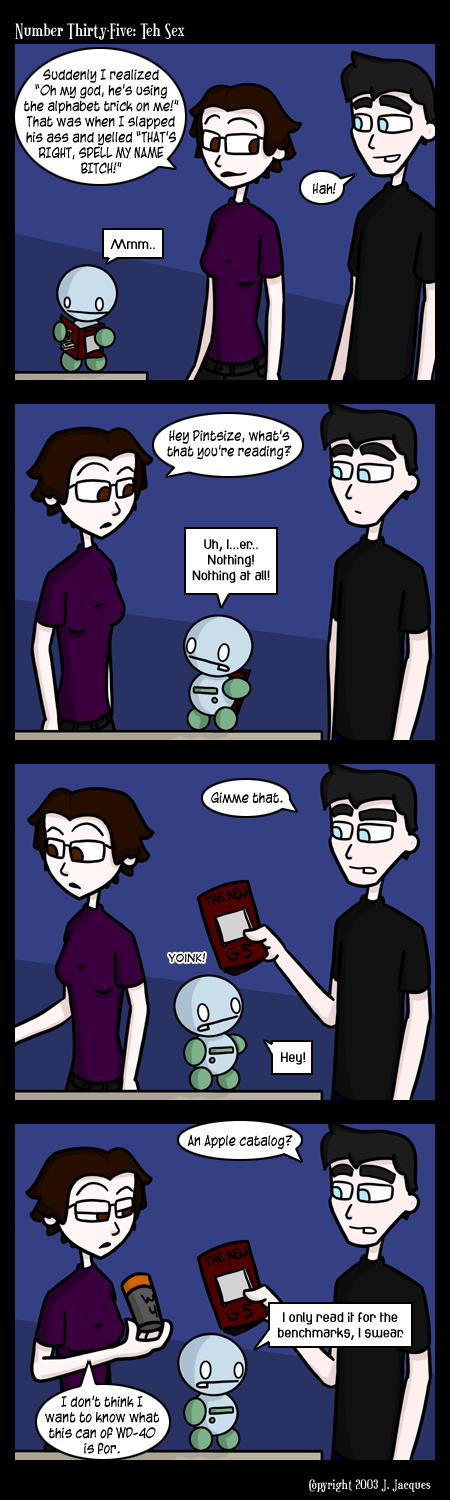 Number Thirty-Five: Teh Sex
Suddenly I realized
"Oh my god, he's using
the alphabet trick on me!"
That was when I slapped
his ass and yelled "THAT'S
RIGHT, SPELL MY NAME
BITCH!"
Hah!
Mmm..
Hey Pintsize, what's
that you're reading?
Uh, I...er..
Nothing!
Nothing at all!
Gimme that.
THE NEW
G5
YOINK!
Hey!
An Apple catalog?
THE NEW
G5
I only read it for the
benchmarks, I swear.
W
4
I don't think I
want to know what
this can of WD-40
is for.
Copyright 2003 J. Jacques